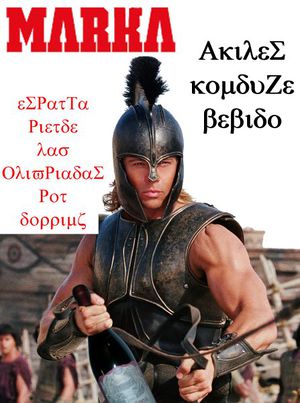 MARKA
ΑκιλεΣ
κομδυΖε
βεβιδο
εΣΡατΤα
Ριετδε
λασ
ΟλιϖΡιαδαΣ
Ροτ
δορριμζ